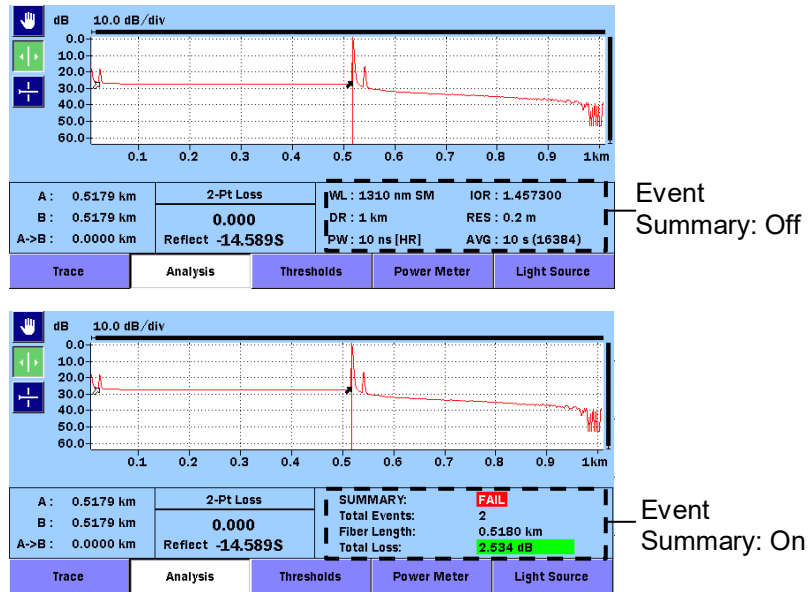 dB 10.0 dB/div
0.0
10.0
20.0
30.0
40.0
50.0
60.0
0.1 0.2 0.3 0.4 0.5 0.6 0.7 0.8 0.9 1km
A: 0.5179 km 2-Pt Loss WL: 1310 nm SM IOR: 1.457300
B: 0.5179 km 0.000 DR: 1 km RES: 0.2 m
A->B: 0.0000 km Reflect -14.589S PW: 10 ns [HR] AVG: 10 s (16384)
Event
Summary: Off
Trace Analysis Thresholds Power Meter Light Source
dB 10.0 dB/div
0.0
10.0
20.0
30.0
40.0
50.0
60.0
0.1 0.2 0.3 0.4 0.5 0.6 0.7 0.8 0.9 1km
A: 0.5179 km 2-Pt Loss SUMMARY: FAIL
B: 0.5179 km 0.000 Total Events: 2
Fiber Length: 0.5180 km
A->B: 0.0000 km Reflect -14.589S Total Loss: 2.534 dB
Event
Summary: On
Trace Analysis Thresholds Power Meter Light Source